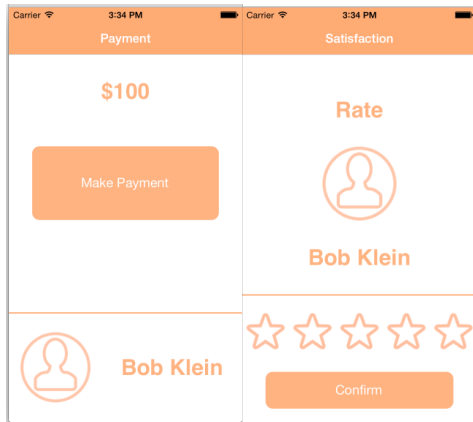 Carrier 3:34 PM
Payment
$100
Make Payment
Bob Klein
Carrier 3:34 PM
Satisfaction
Rate
Bob Klein
Confirm